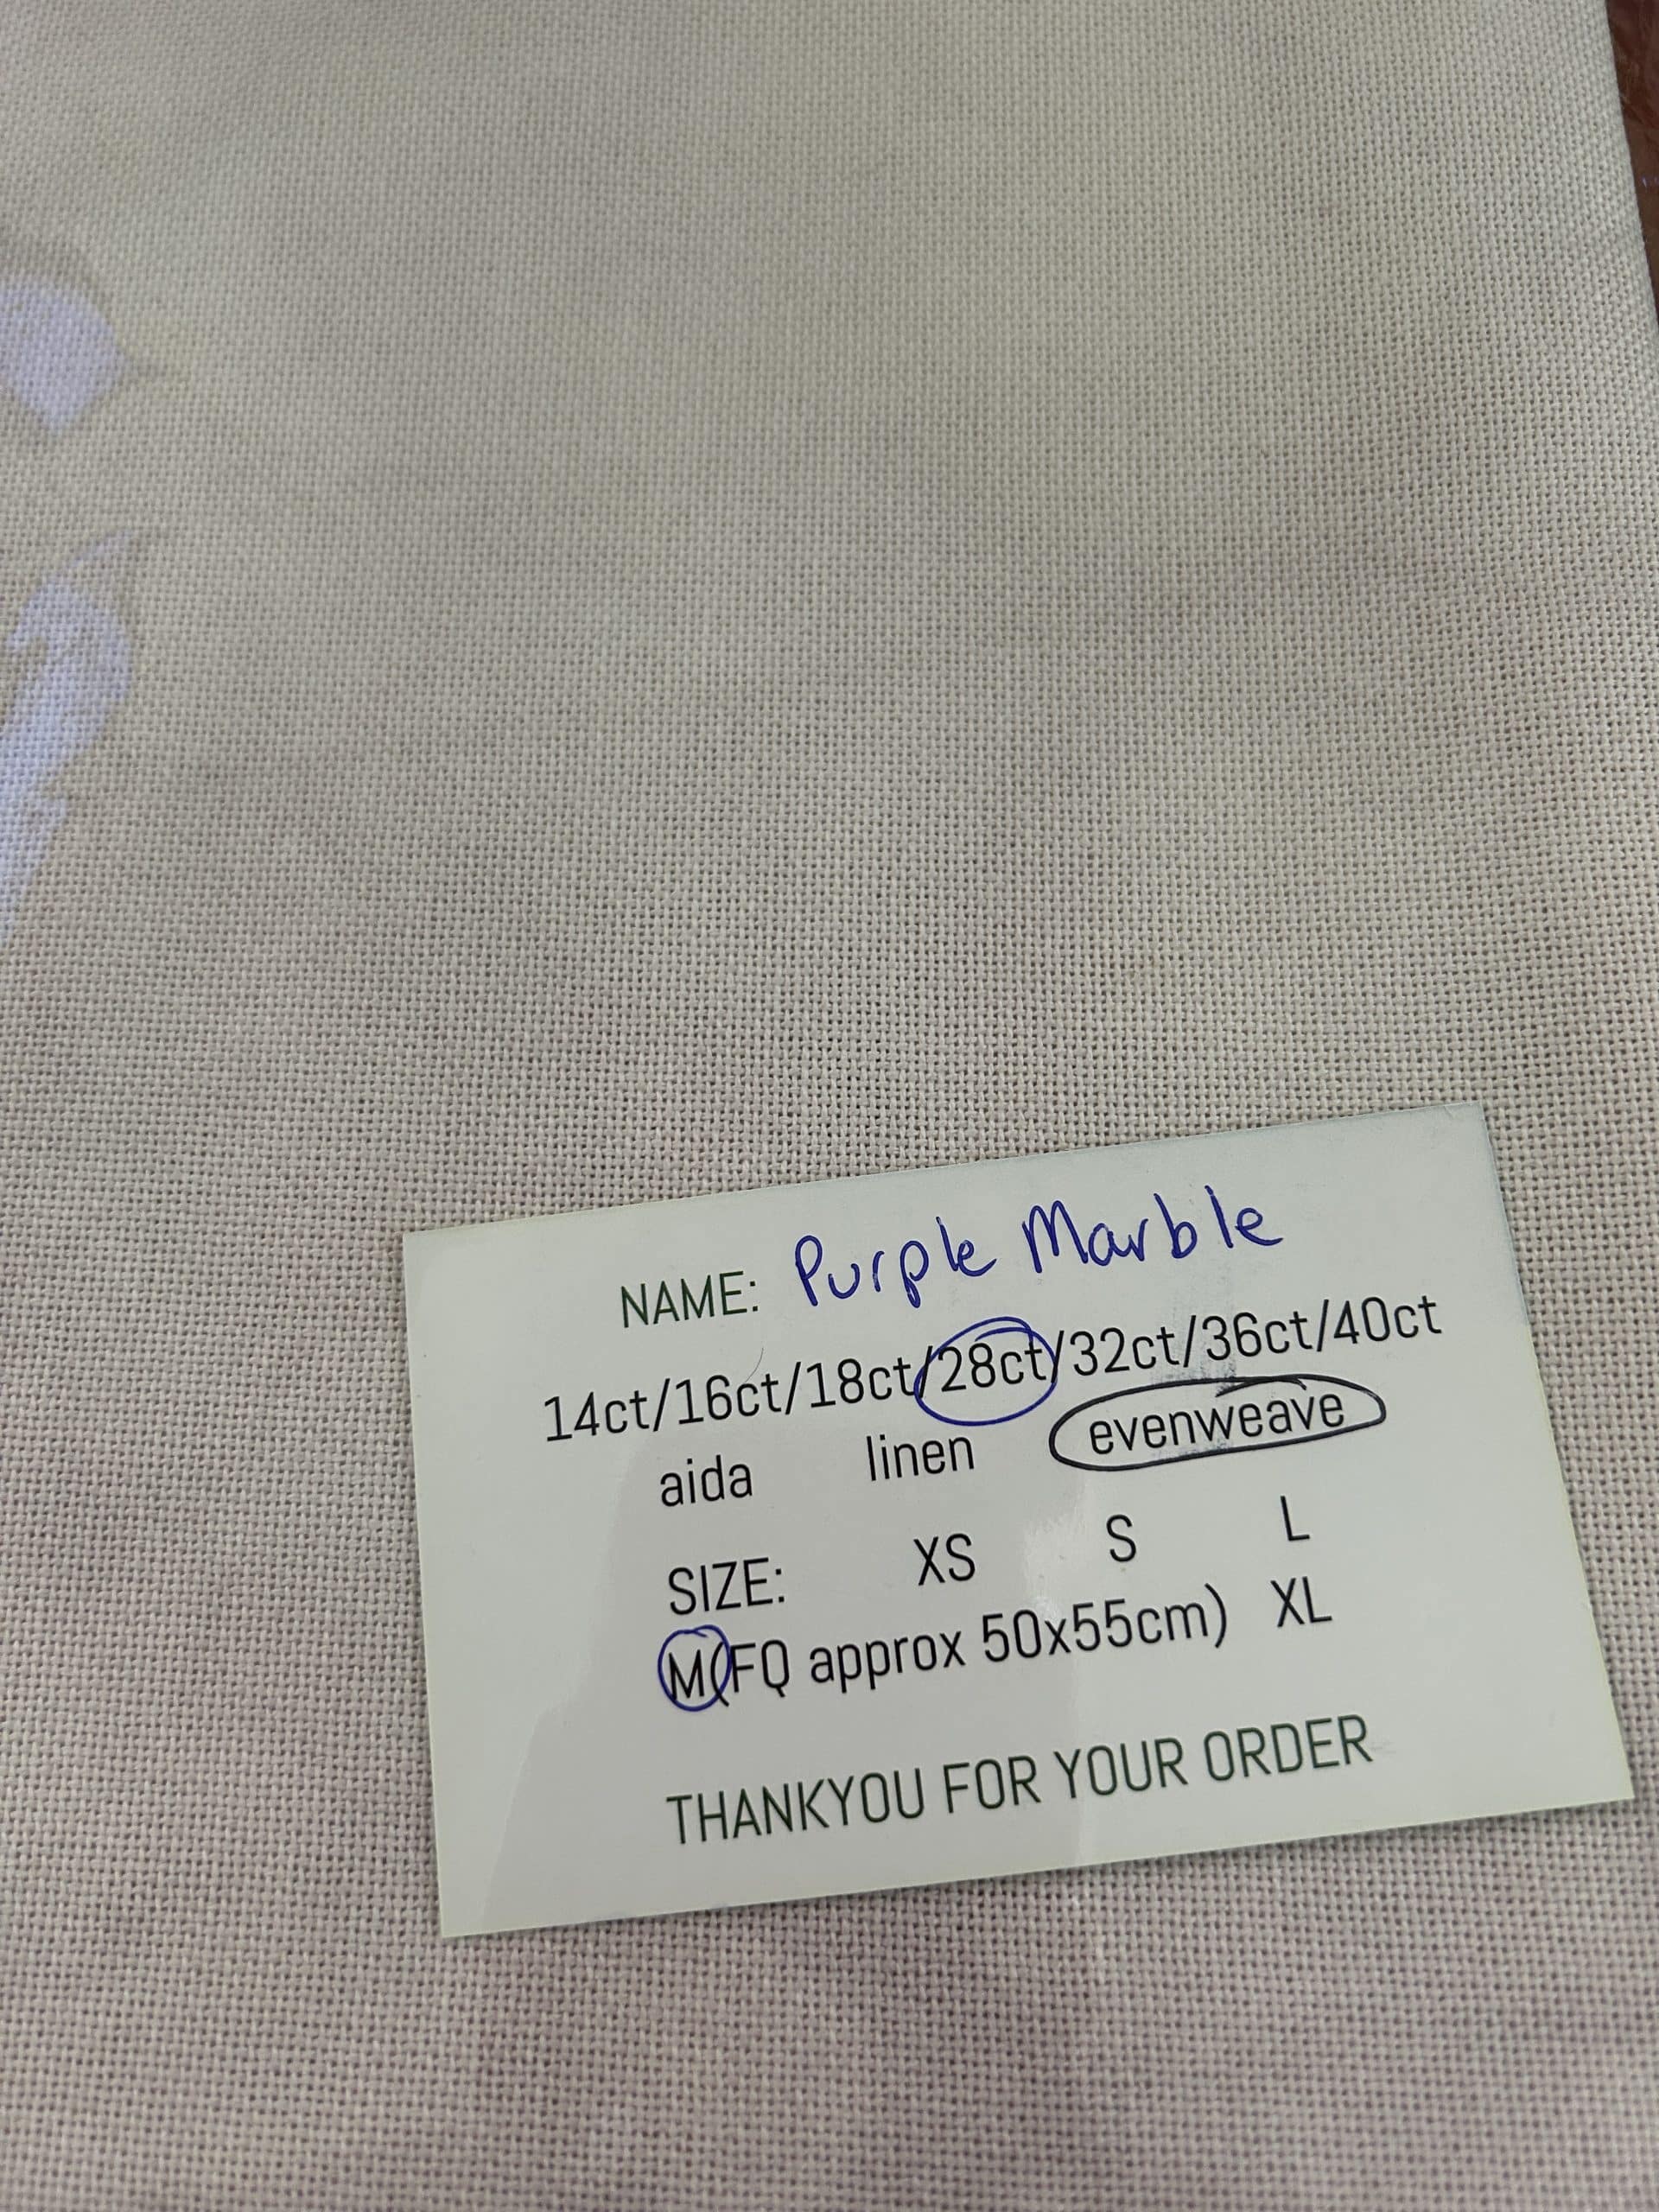 NAME: Purple Marble
14ct/16ct/18ct/28ct/32ct/36ct/40ct
aida linen evenweave
SIZE: XS S L
M(FQ approx 50x55cm) XL
THANKYOU FOR YOUR ORDER